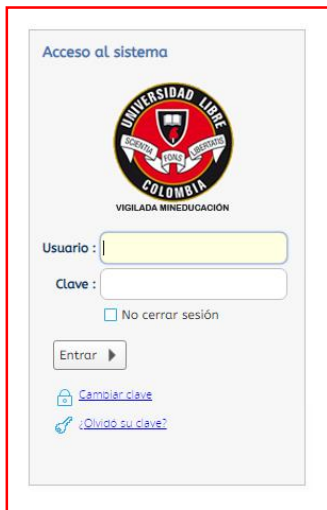 Acceso al sistema
UNIVERSIDAD LIBRE
SCIENTIA FONS LIBERTATIS
COLOMBIA
VIGILADA MINEDUCACIÓN
Usuario :
Clave :
No cerrar sesión
Entrar
Cambiar clave
¿Olvidó su clave?